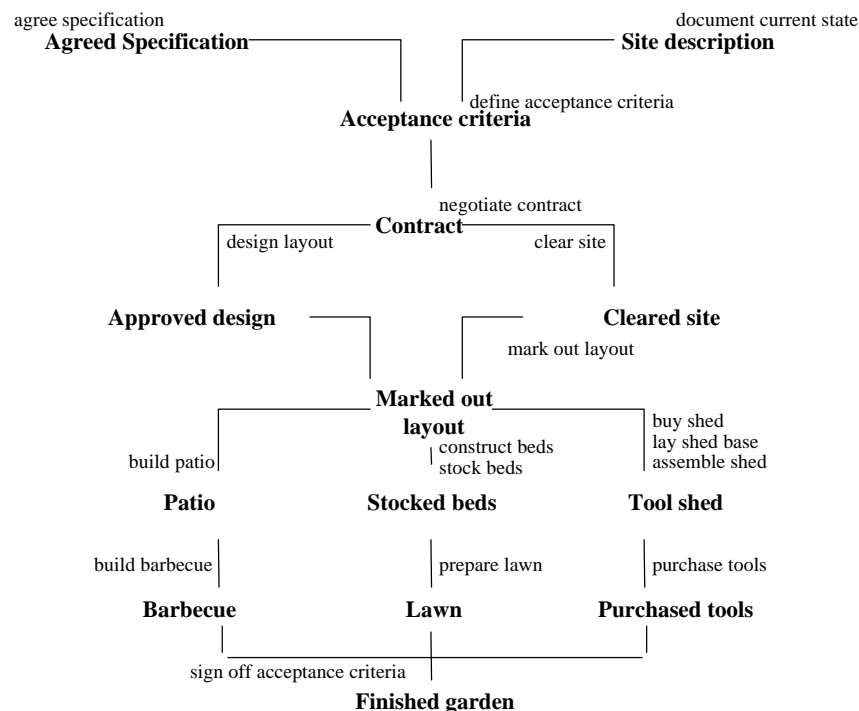 agree specification
document current state
Agreed Specification
Site description
define acceptance criteria
Acceptance criteria
negotiate contract
Contract
design layout
clear site
Approved design
Cleared site
mark out layout
Marked out
layout
buy shed
lay shed base
assemble shed
construct beds
stock beds
build patio
Patio
Stocked beds
Tool shed
build barbecue
prepare lawn
purchase tools
Barbecue
Lawn
Purchased tools
sign off acceptance criteria
Finished garden